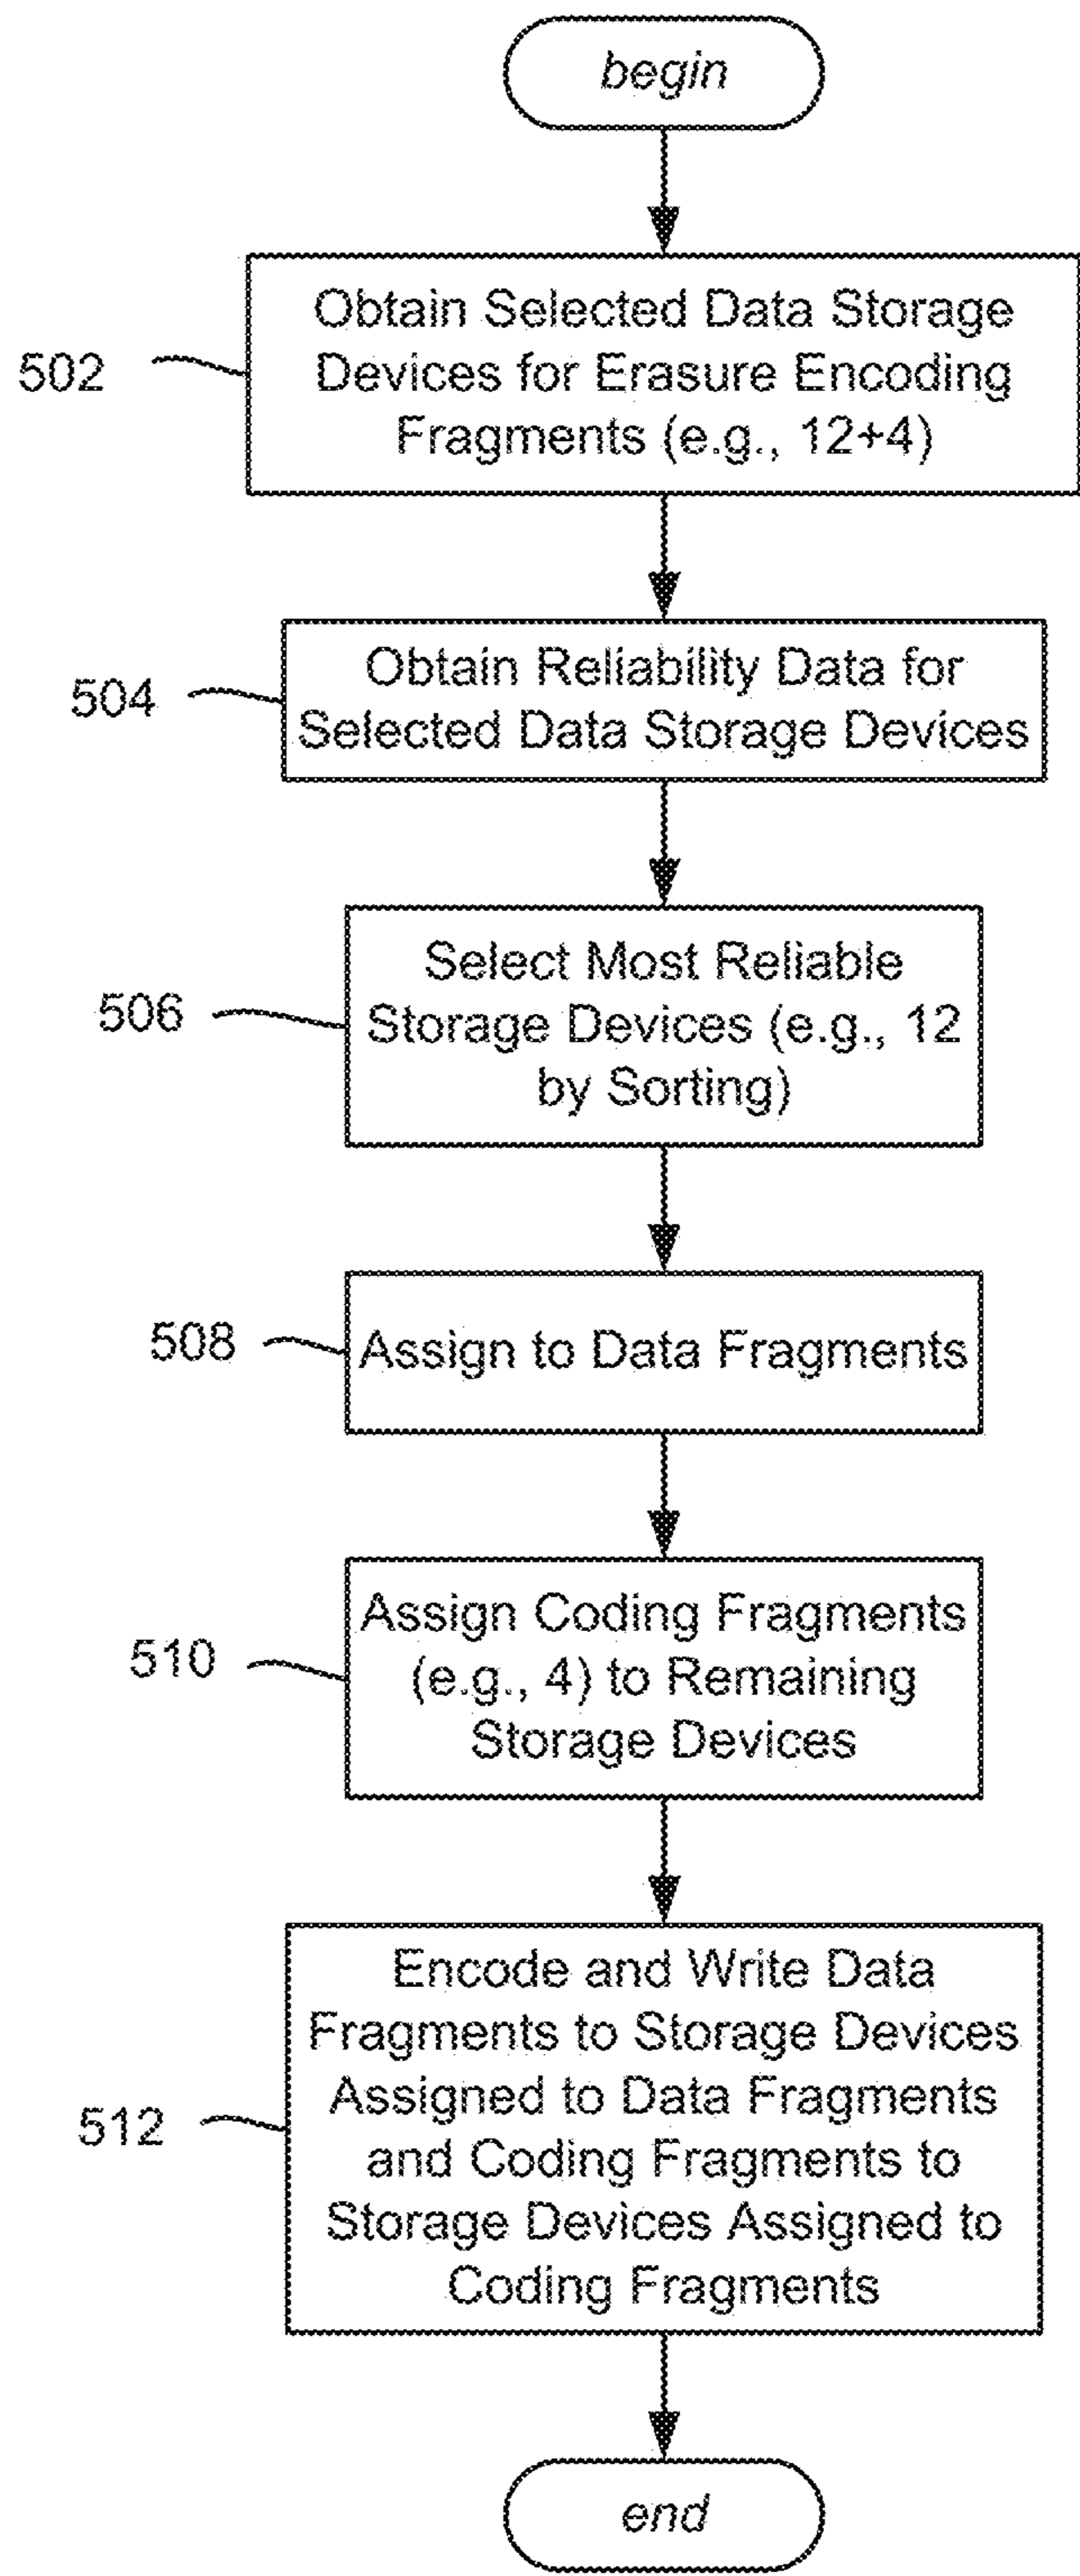 begin
Obtain Selected Data Storage
Devices for Erasure Encoding
Fragments (e.g., 12+4)
502
Obtain Reliability Data for
Selected Data Storage Devices
504
Select Most Reliable
Storage Devices (e.g., 12
by Sorting)
506
Assign to Data Fragments
508
Assign Coding Fragments
(e.g., 4) to Remaining
Storage Devices
510
Encode and Write Data
Fragments to Storage Devices
Assigned to Data Fragments
and Coding Fragments to
Storage Devices Assigned to
Coding Fragments
512
end